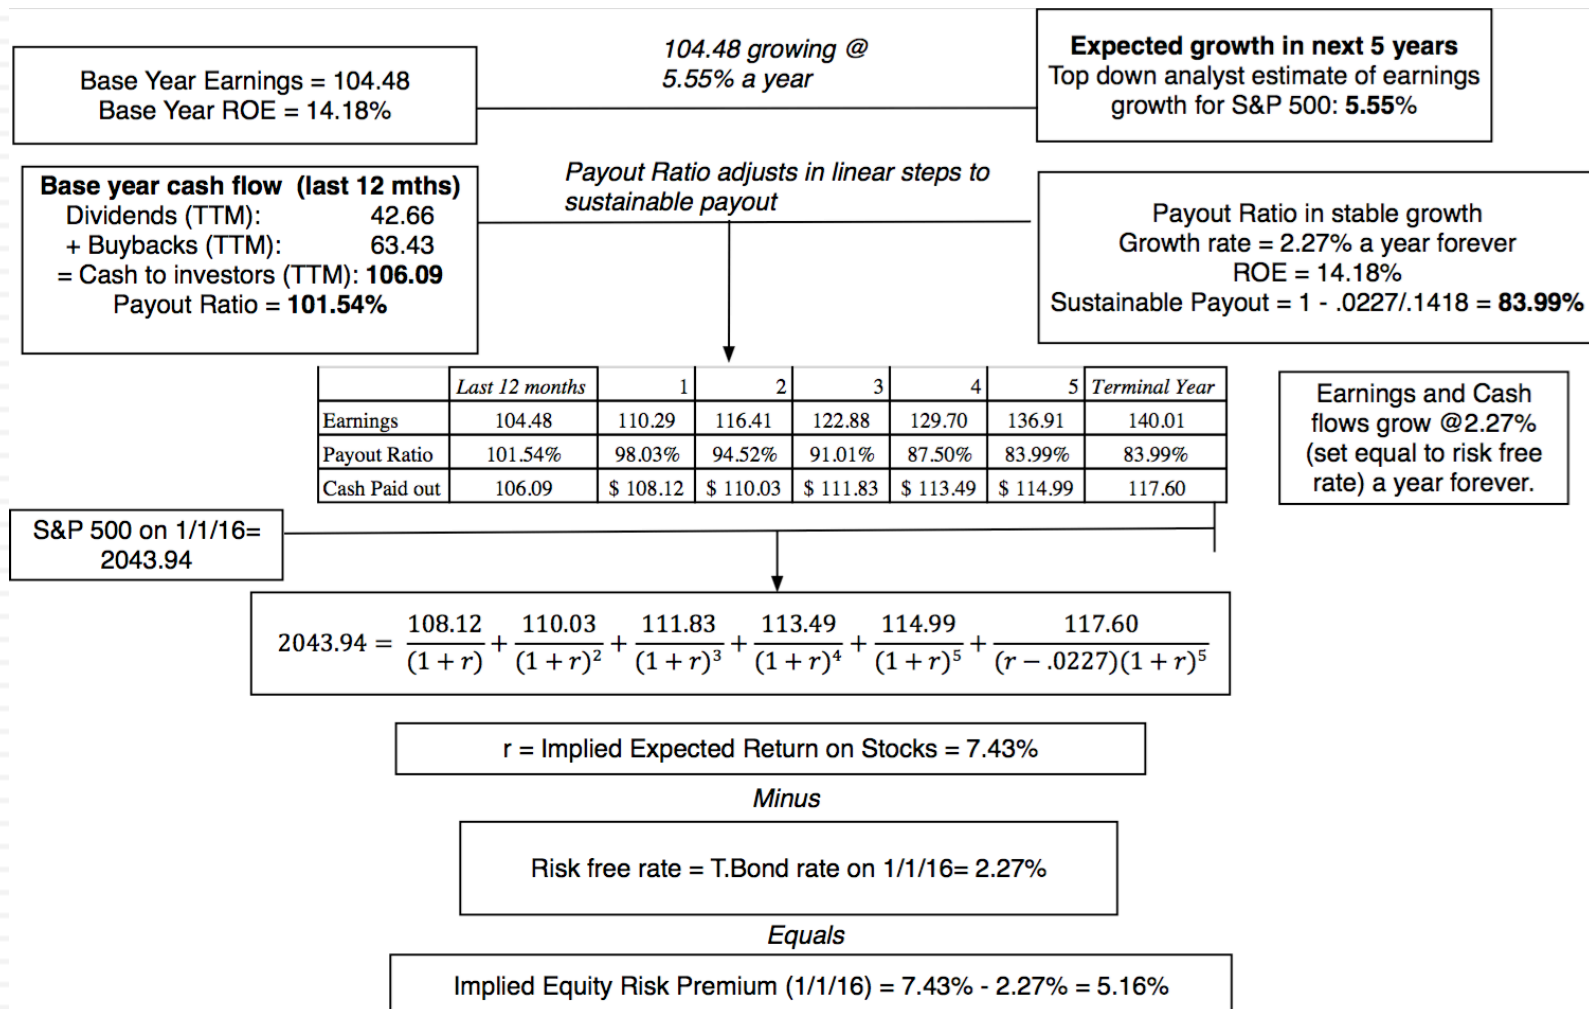 Base Year Earnings = 104.48
Base Year ROE = 14.18%
104.48 growing @
5.55% a year
Expected growth in next 5 years
Top down analyst estimate of earnings
growth for S&P 500: 5.55%
Base year cash flow (last 12 mths)
Dividends (TTM): 42.66
+ Buybacks (TTM): 63.43
= Cash to investors (TTM): 106.09
Payout Ratio = 101.54%
Payout Ratio adjusts in linear steps to
sustainable payout
Payout Ratio in stable growth
Growth rate = 2.27% a year forever
ROE = 14.18%
Sustainable Payout = 1 - .0227/.1418 = 83.99%
Last 12 months 1 2 3 4 5 Terminal Year
Earnings 104.48 110.29 116.41 122.88 129.70 136.91 140.01
Payout Ratio 101.54% 98.03% 94.52% 91.01% 87.50% 83.99% 83.99%
Cash Paid out 106.09 $ 108.12 $ 110.03 $ 111.83 $ 113.49 $ 114.99 117.60
Earnings and Cash
flows grow @2.27%
(set equal to risk free
rate) a year forever.
S&P 500 on 1/1/16=
2043.94
2043.94 = 108.12/(1 + r) + 110.03/(1 + r)² + 111.83/(1 + r)³ + 113.49/(1 + r)⁴ + 114.99/(1 + r)⁵ + 117.60/(r − .0227)(1 + r)⁵
r = Implied Expected Return on Stocks = 7.43%
Minus
Risk free rate = T.Bond rate on 1/1/16= 2.27%
Equals
Implied Equity Risk Premium (1/1/16) = 7.43% - 2.27% = 5.16%